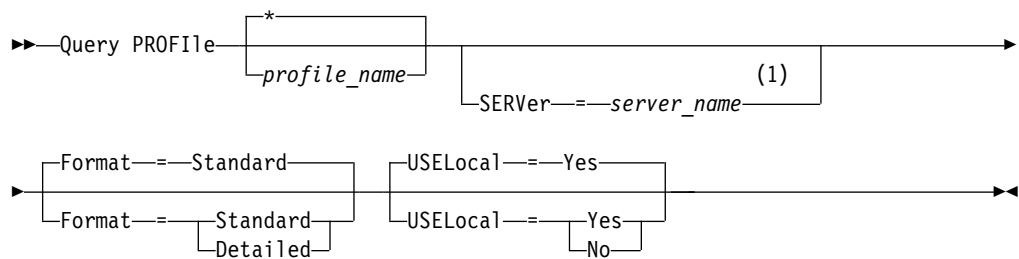 *
Query PROFIle
profile_name
(1)
SERVer = server_name
Format = Standard
USELocal = Yes
Format = Standard
Detailed
USELocal = Yes
No